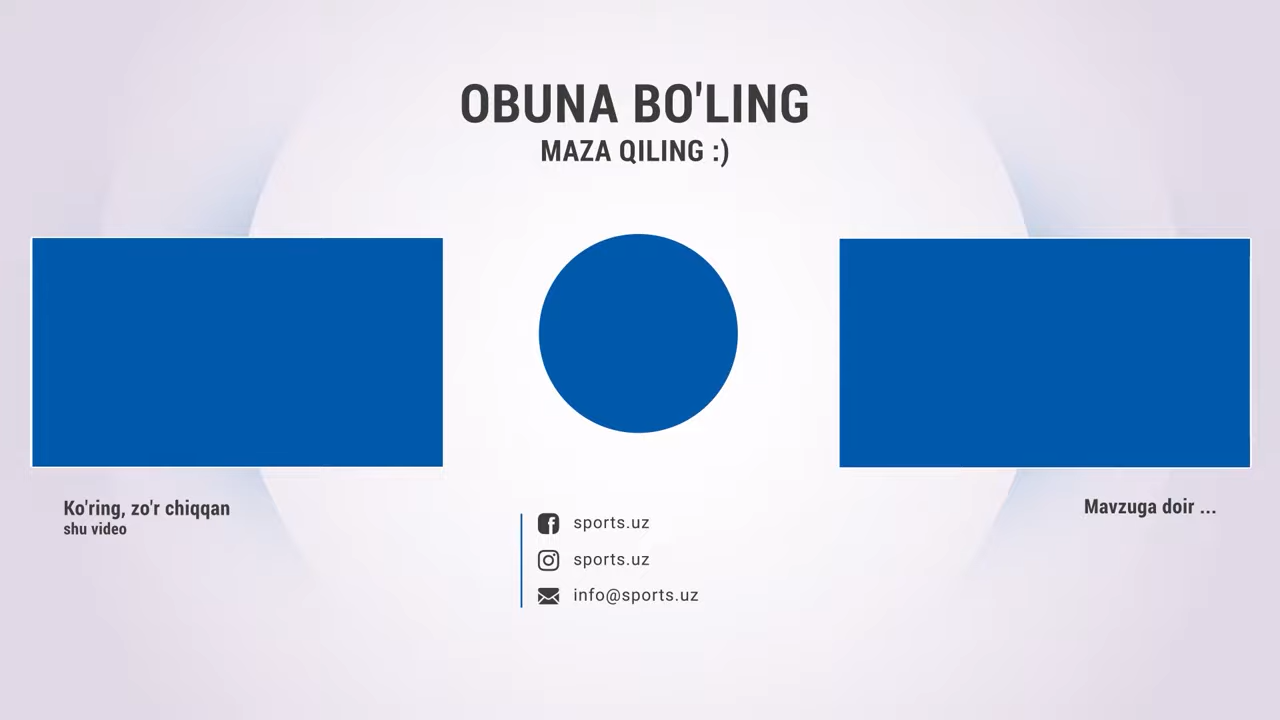 OBUNA BO'LING
MAZA QILING :)
Ko'ring, zo'r chiqqan
shu video
Mavzuga doir ...
sports.uz
sports.uz
info@sports.uz